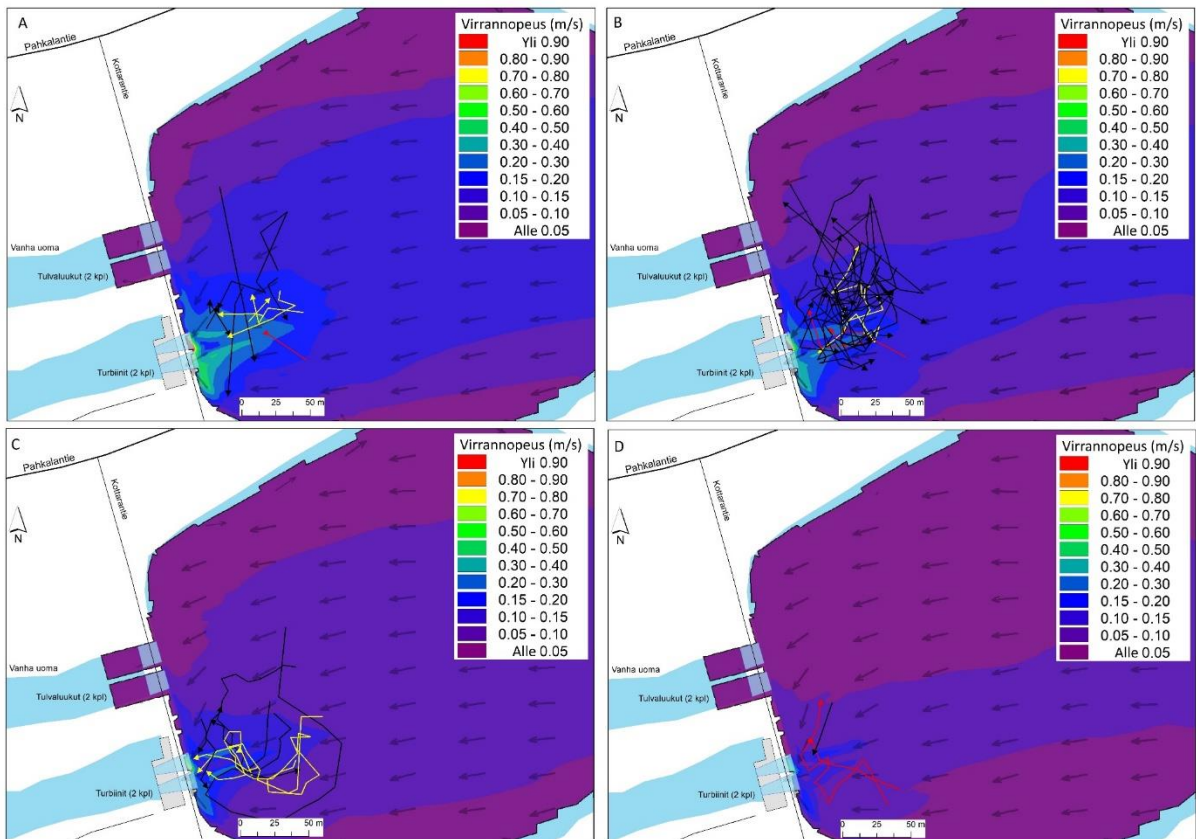 A
Pahkalantie
Kottarantie
N
Vanha uoma
Tulvaluukut (2 kpl)
Turbiinit (2 kpl)
0 25 50 m
Virrannopeus (m/s)
Yli 0.90
0.80 - 0.90
0.70 - 0.80
0.60 - 0.70
0.50 - 0.60
0.40 - 0.50
0.30 - 0.40
0.20 - 0.30
0.15 - 0.20
0.10 - 0.15
0.05 - 0.10
Alle 0.05
B
Pahkalantie
Kottarantie
N
Vanha uoma
Tulvaluukut (2 kpl)
Turbiinit (2 kpl)
0 25 50 m
Virrannopeus (m/s)
Yli 0.90
0.80 - 0.90
0.70 - 0.80
0.60 - 0.70
0.50 - 0.60
0.40 - 0.50
0.30 - 0.40
0.20 - 0.30
0.15 - 0.20
0.10 - 0.15
0.05 - 0.10
Alle 0.05
C
Pahkalantie
Kottarantie
N
Vanha uoma
Tulvaluukut (2 kpl)
Turbiinit (2 kpl)
0 25 50 m
Virrannopeus (m/s)
Yli 0.90
0.80 - 0.90
0.70 - 0.80
0.60 - 0.70
0.50 - 0.60
0.40 - 0.50
0.30 - 0.40
0.20 - 0.30
0.15 - 0.20
0.10 - 0.15
0.05 - 0.10
Alle 0.05
D
Pahkalantie
Kottarantie
N
Vanha uoma
Tulvaluukut (2 kpl)
Turbiinit (2 kpl)
0 25 50 m
Virrannopeus (m/s)
Yli 0.90
0.80 - 0.90
0.70 - 0.80
0.60 - 0.70
0.50 - 0.60
0.40 - 0.50
0.30 - 0.40
0.20 - 0.30
0.15 - 0.20
0.10 - 0.15
0.05 - 0.10
Alle 0.05